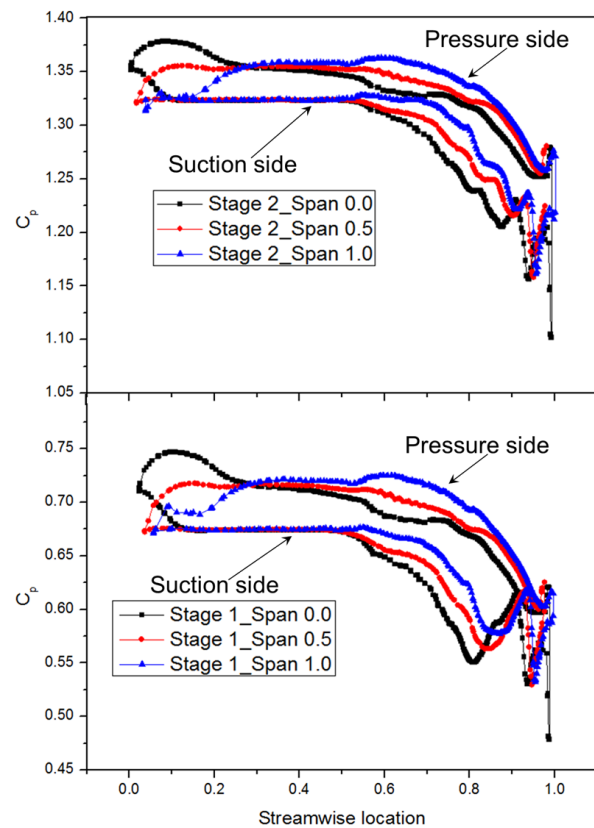 1.40
1.35
1.30
1.25
1.20
1.15
1.10
1.05
Cp
Pressure side
Suction side
Stage 2_Span 0.0
Stage 2_Span 0.5
Stage 2_Span 1.0
0.75
0.70
0.65
0.60
0.55
0.50
0.45
Cp
Pressure side
Suction side
Stage 1_Span 0.0
Stage 1_Span 0.5
Stage 1_Span 1.0
0.0 0.2 0.4 0.6 0.8 1.0
Streamwise location